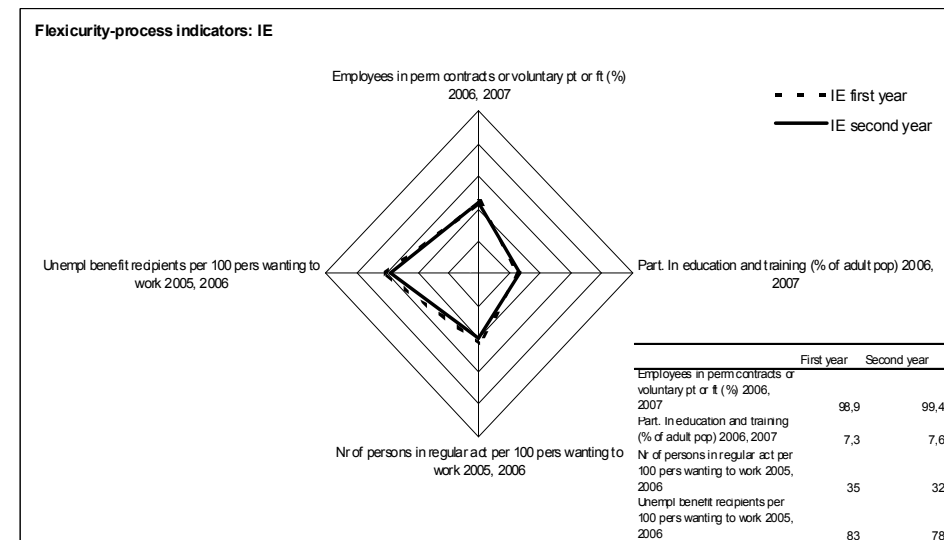 Flexicurity-process indicators: IE
Employees in perm contracts or voluntary pt or ft (%)
2006, 2007
IE first year
IE second year
Unempl benefit recipients per 100 pers wanting to
work 2005, 2006
Part. In education and training (% of adult pop) 2006,
2007
Nr of persons in regular act per 100 pers wanting to
work 2005, 2006
First year Second year
Employees in perm contracts or
voluntary pt or ft (%) 2006,
2007 98,9 99,4
Part. In education and training
(% of adult pop) 2006, 2007 7,3 7,6
Nr of persons in regular act per
100 pers wanting to work 2005,
2006 35 32
Unempl benefit recipients per
100 pers wanting to work 2005,
2006 83 78